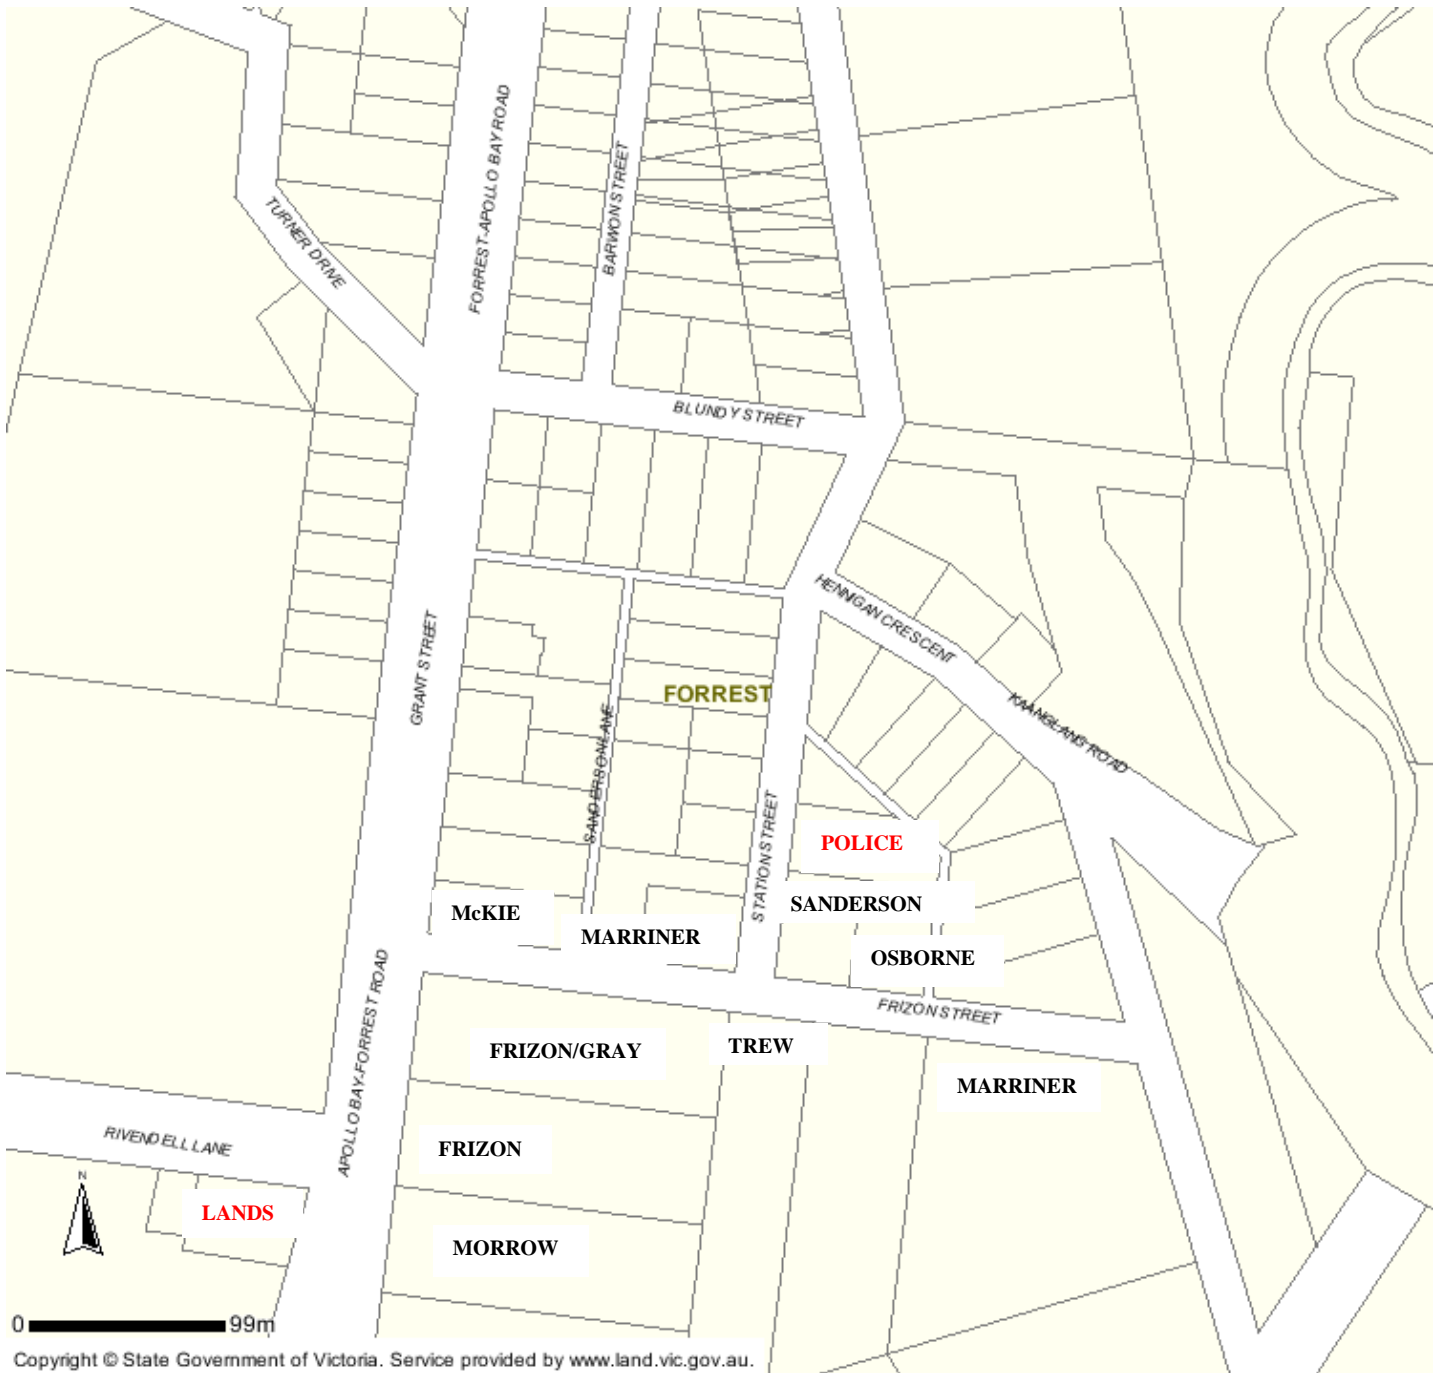 FORREST-APOLLO BAY ROAD
BARWON STREET
TURNER DRIVE
BLUNDY STREET
HENNIGAN CRESCENT
GRANT STREET
FORREST
SANDERSON LANE
KAANGLANG ROAD
STATION STREET
POLICE
SANDERSON
McKIE
MARRINER
OSBORNE
FRIZON STREET
APOLLO BAY-FORREST ROAD
FRIZON/GRAY
TREW
MARRINER
RIVENDELL LANE
FRIZON
N
LANDS
MORROW
0 99m
Copyright © State Government of Victoria. Service provided by www.land.vic.gov.au.